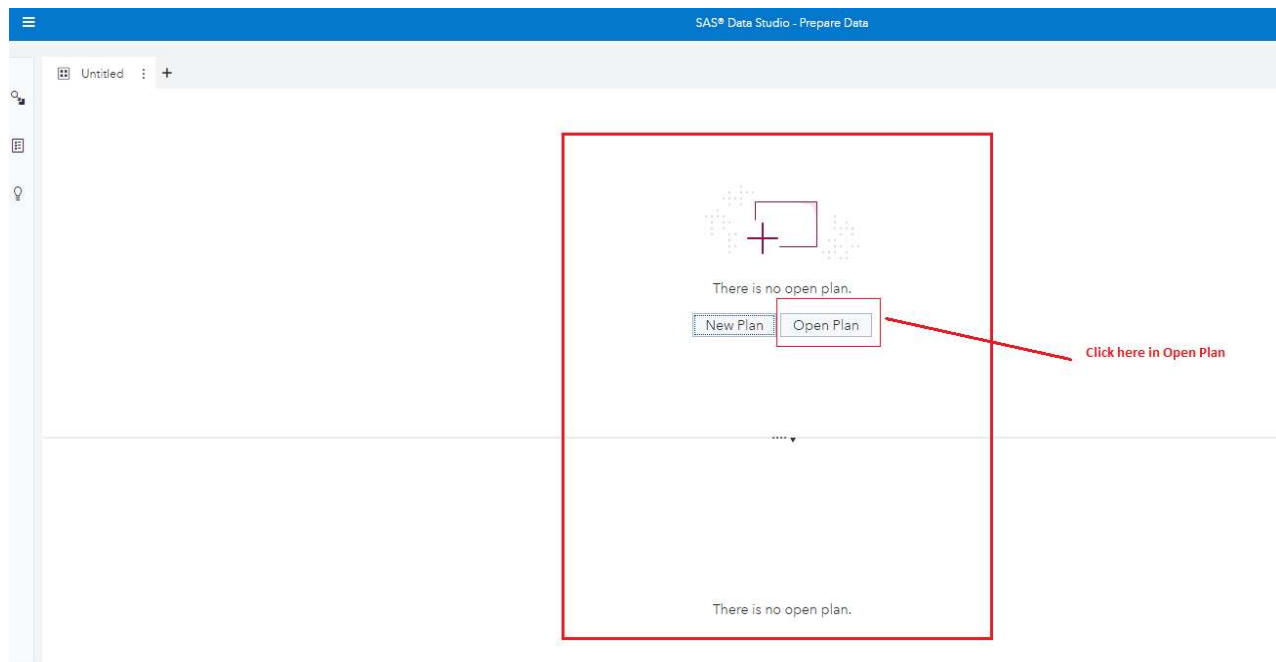 SAS® Data Studio - Prepare Data
Untitled
There is no open plan.
New Plan Open Plan
Click here in Open Plan
There is no open plan.